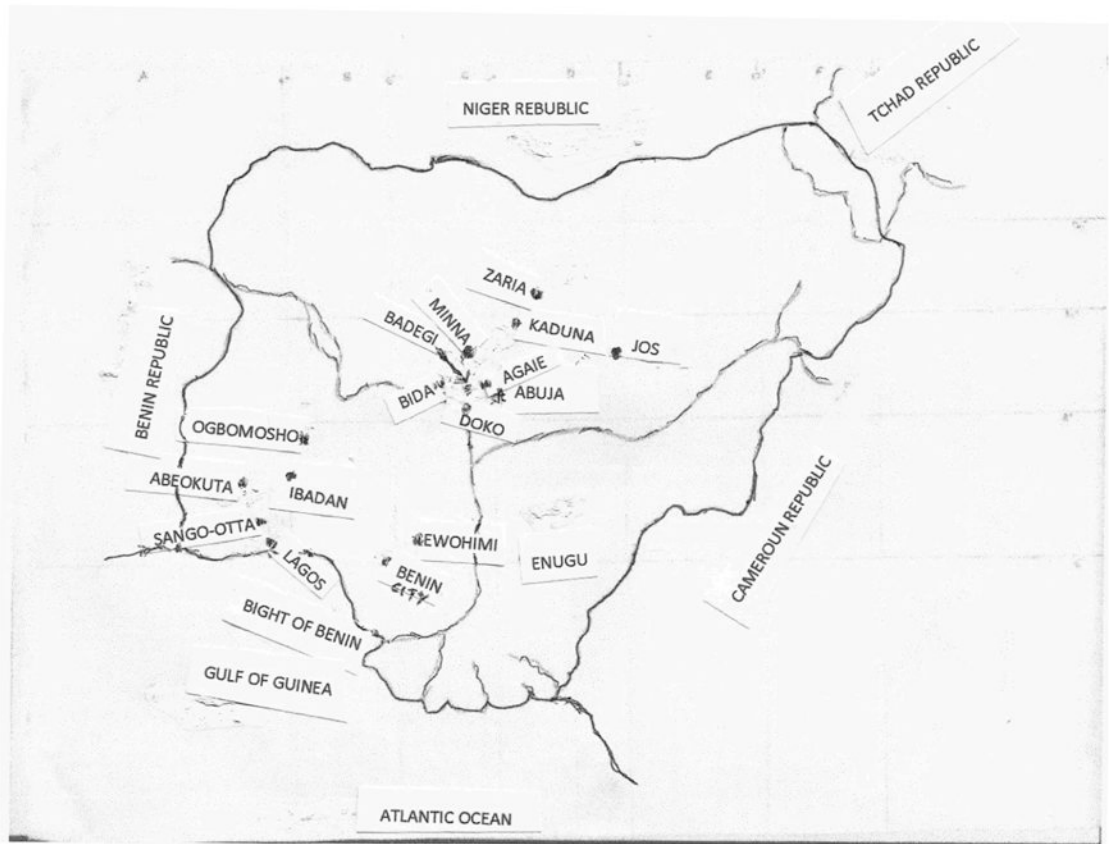 NIGER REBUBLIC
TCHAD REPUBLIC
ZARIA
MINNA
KADUNA
BADEGI
JOS
AGAIE
BIDA
ABUJA
DOKO
BENIN REPUBLIC
OGBOMOSHO
ABEOKUTA
IBADAN
SANGO-OTTA
LAGOS
EWOHIMI
ENUGU
BENIN
CITY
CAMEROUN REPUBLIC
BIGHT OF BENIN
GULF OF GUINEA
ATLANTIC OCEAN